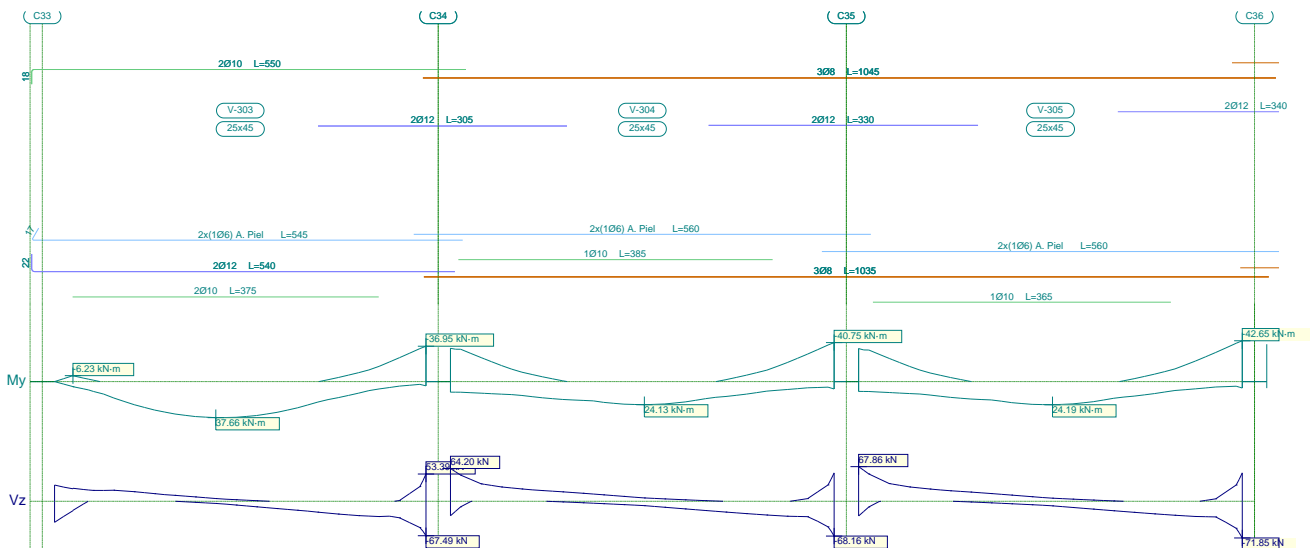 C33 C34 C35 C36
2Ø10 L=550
18
3Ø8 L=1045
V-303 V-304 V-305
2Ø12 L=340
25x45 25x45 25x45
2Ø12 L=305 2Ø12 L=330
17
2x(1Ø6) A. Piel L=545
2x(1Ø6) A. Piel L=560
2x(1Ø6) A. Piel L=560
22
2Ø12 L=540
1Ø10 L=385
3Ø8 L=1035
2Ø10 L=375
1Ø10 L=365
-36.95 kN·m
-40.75 kN·m
-42.65 kN·m
-6.23 kN·m
My
37.66 kN·m
24.13 kN·m
24.19 kN·m
53.39
64.20 kN
67.86 kN
Vz
-67.49 kN
-68.16 kN
-71.85 kN